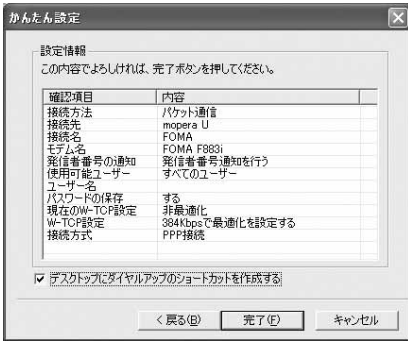 かんたん設定
設定情報
この内容でよろしければ、完了ボタンを押してください。
確認項目 内容
接続方法 パケット通信
接続先 mopera U
接続名 FOMA
モデム名 FOMA F883i
発信者番号の通知 発信者番号通知を行う
使用可能ユーザー すべてのユーザー
ユーザー名
パスワードの保存 する
現在のW-TCP設定 非最適化
W-TCP設定 384Kbpsで最適化を設定する
接続方式 PPP接続
デスクトップにダイヤルアップのショートカットを作成する
< 戻る(B) 完了(F) キャンセル